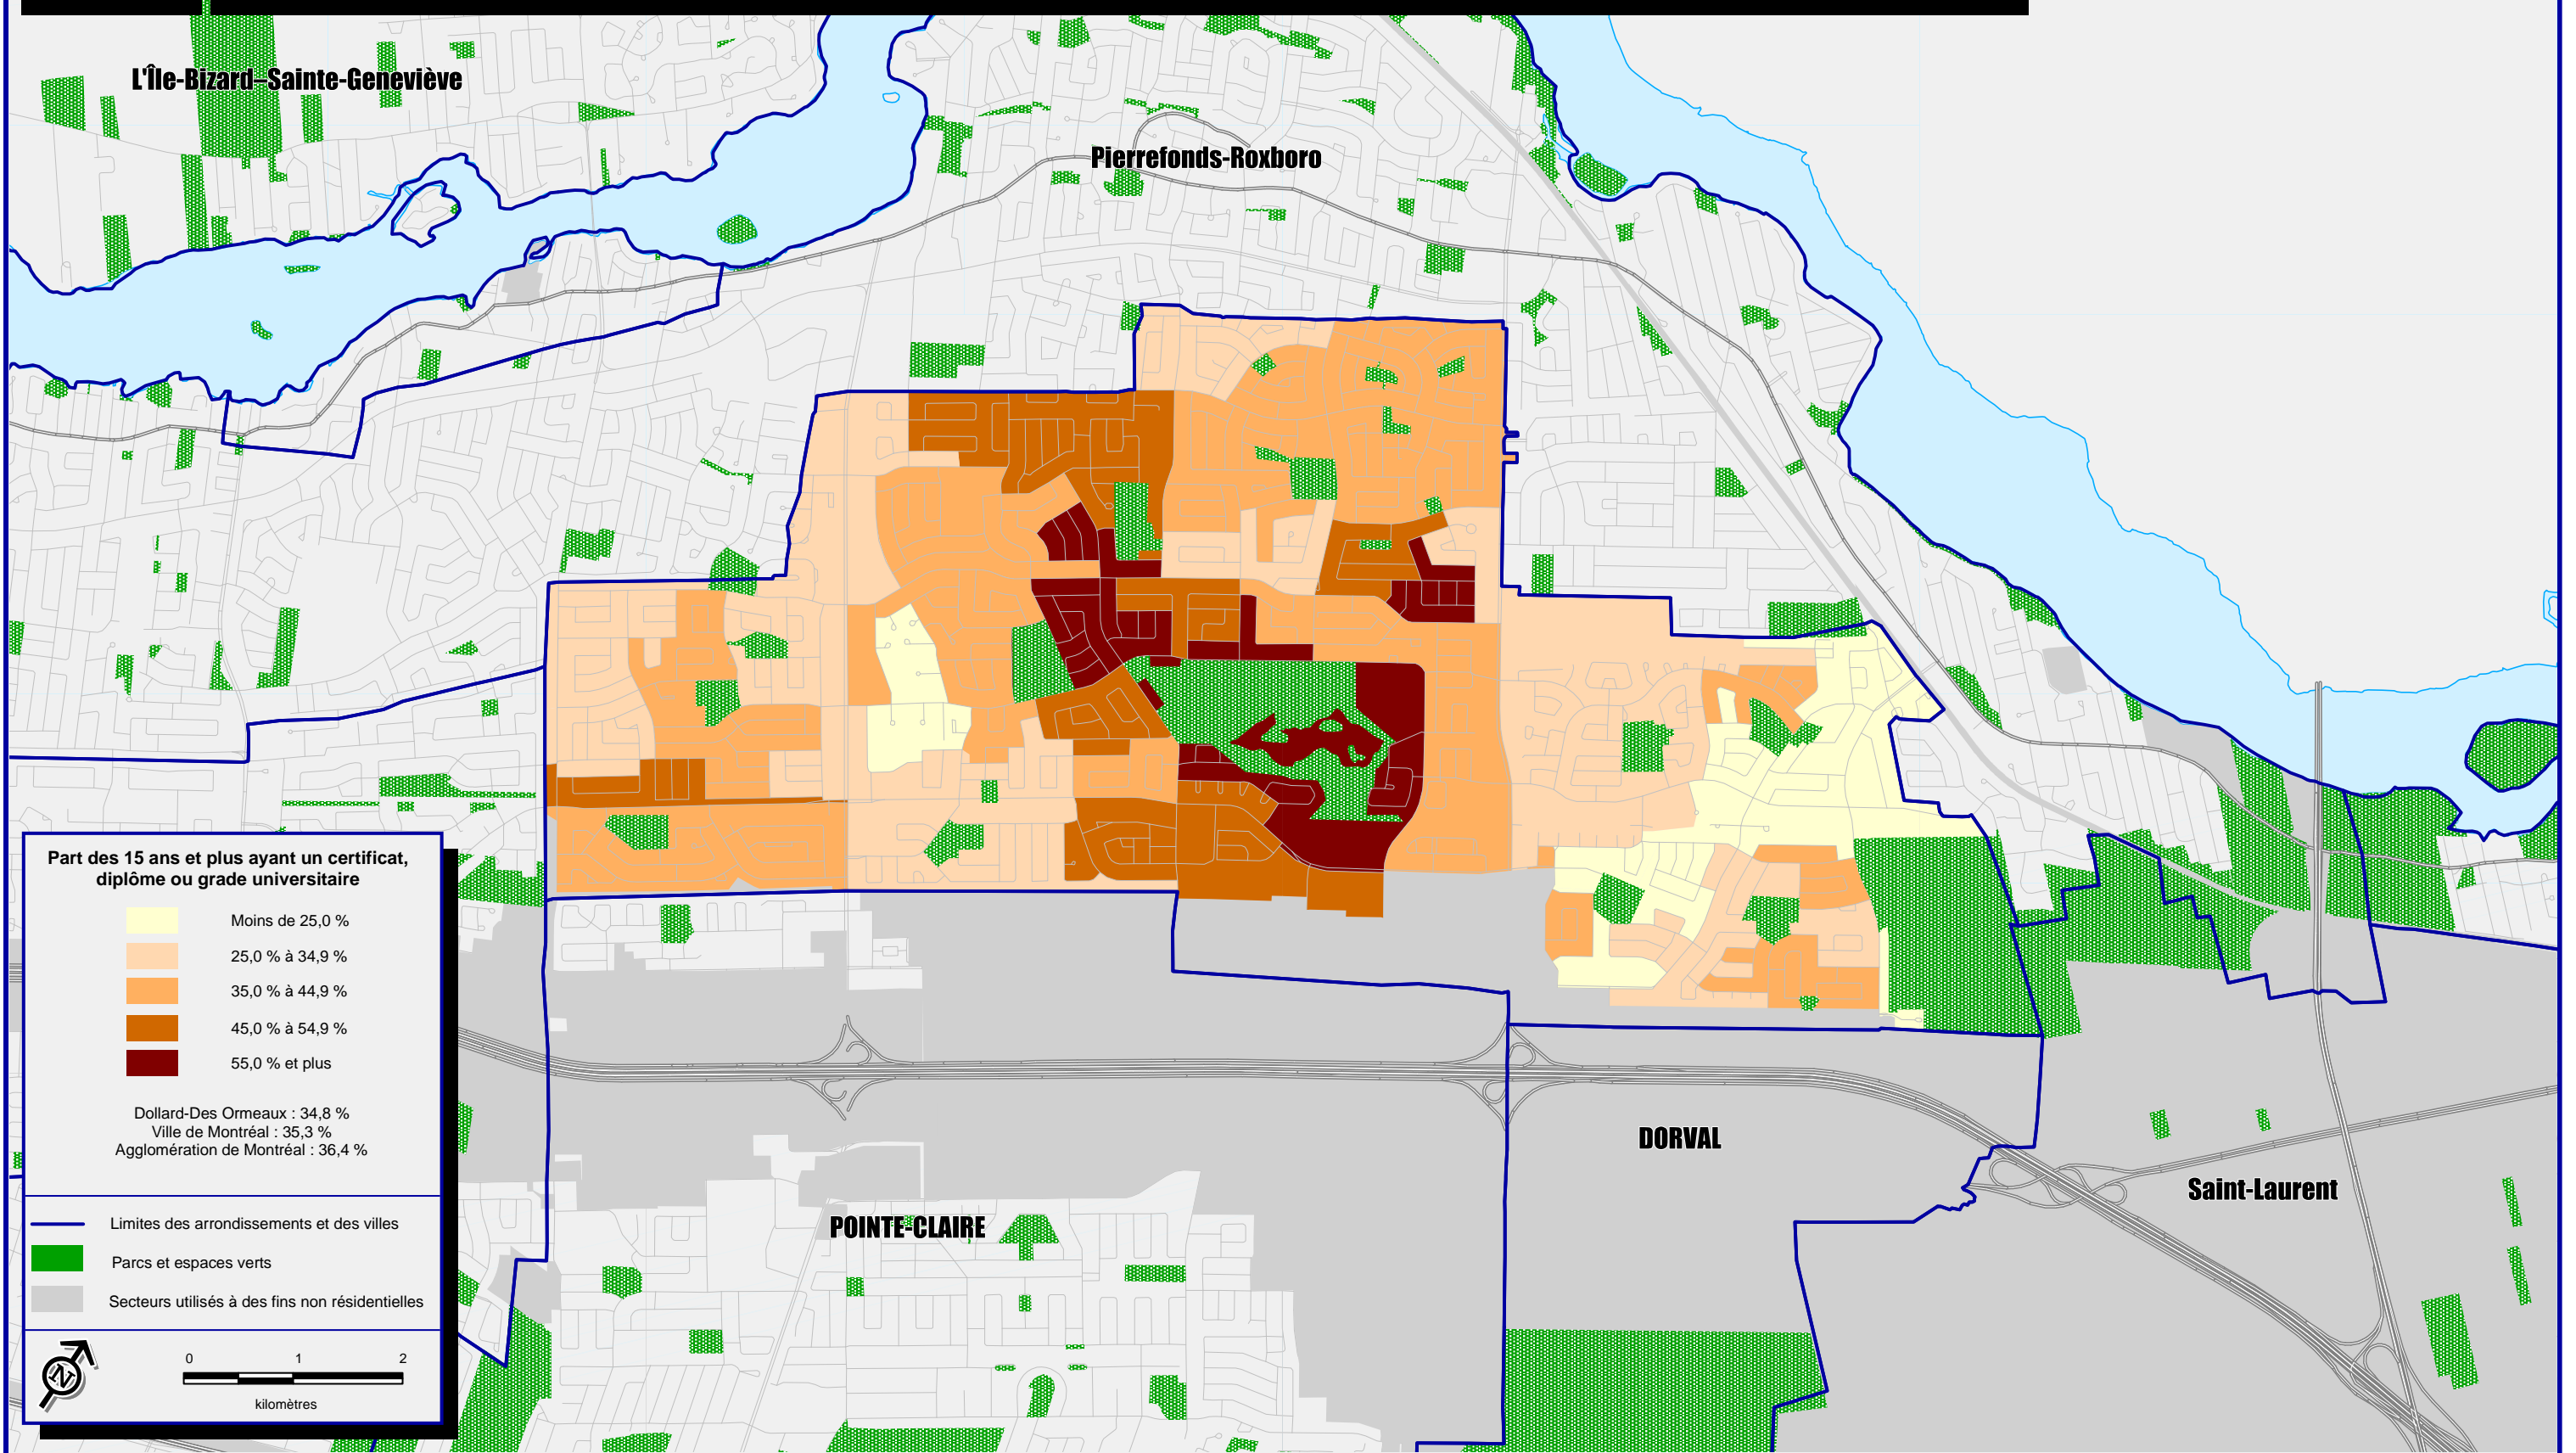 L'Île-Bizard–Sainte-Geneviève
Pierrefonds-Roxboro
Part des 15 ans et plus ayant un certificat,
diplôme ou grade universitaire
Moins de 25,0 %
25,0 % à 34,9 %
35,0 % à 44,9 %
45,0 % à 54,9 %
55,0 % et plus
Dollard-Des Ormeaux : 34,8 %
Ville de Montréal : 35,3 %
Agglomération de Montréal : 36,4 %
Limites des arrondissements et des villes
Parcs et espaces verts
Secteurs utilisés à des fins non résidentielles
N
0 1 2
kilomètres
DORVAL
Saint-Laurent
POINTE-CLAIRE